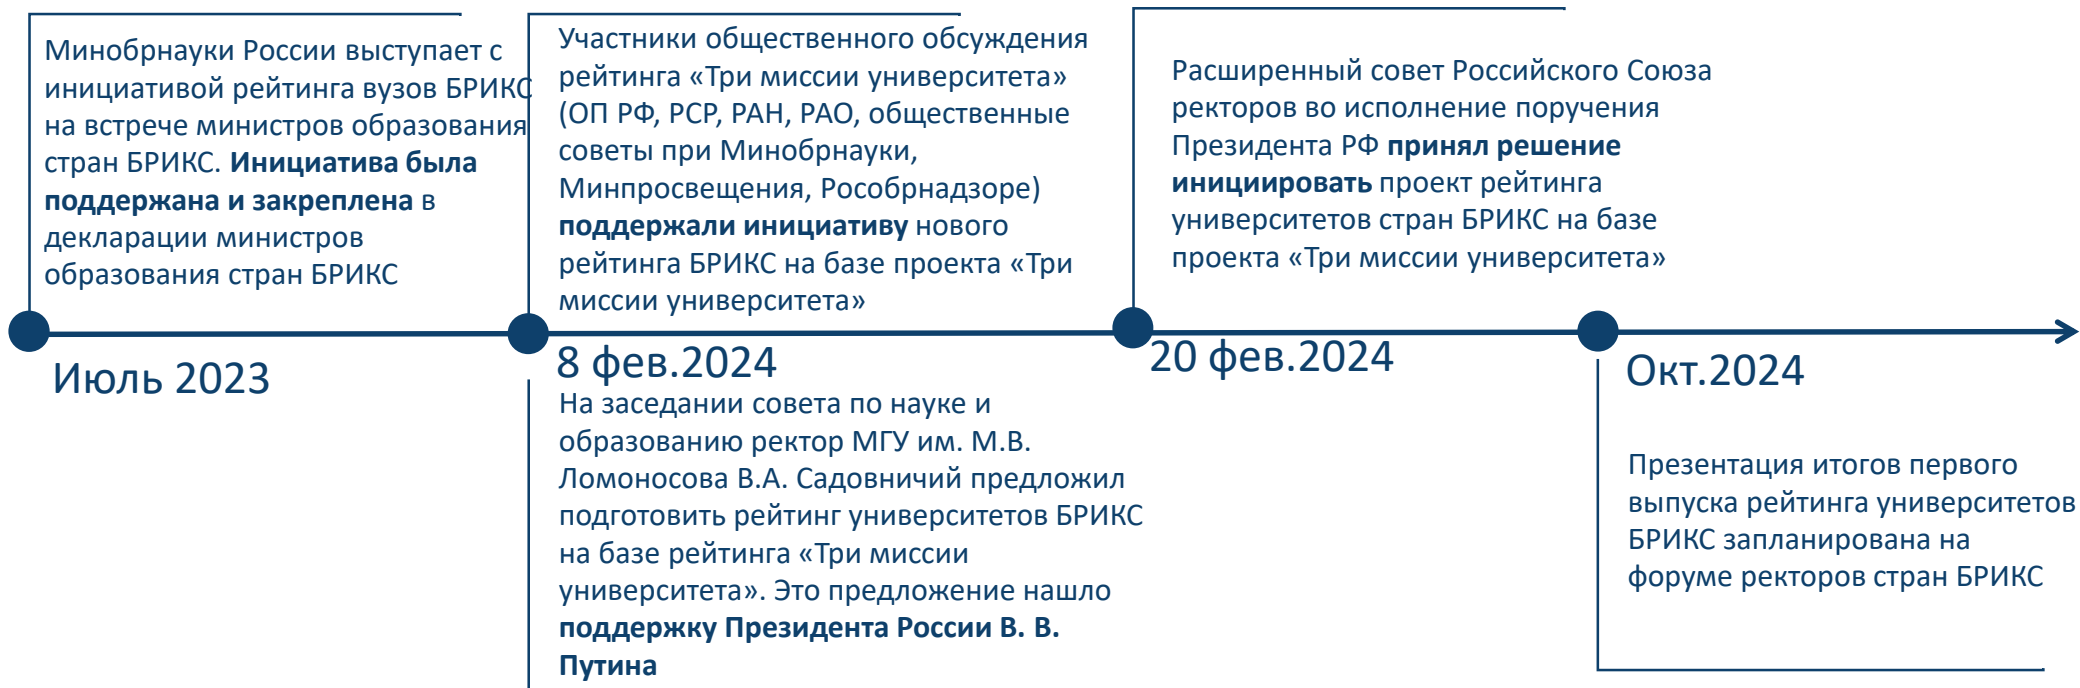 Минобрнауки России выступает с
инициативой рейтинга вузов БРИКС
на встрече министров образования
стран БРИКС. Инициатива была
поддержана и закреплена в
декларации министров
образования стран БРИКС
Июль 2023
Участники общественного обсуждения
рейтинга «Три миссии университета»
(ОП РФ, РСР, РАН, РАО, общественные
советы при Минобрнауки,
Минпросвещения, Рособрнадзоре)
поддержали инициативу нового
рейтинга БРИКС на базе проекта «Три
миссии университета»
8 фев.2024
На заседании совета по науке и
образованию ректор МГУ им. М.В.
Ломоносова В.А. Садовничий предложил
подготовить рейтинг университетов БРИКС
на базе рейтинга «Три миссии
университета». Это предложение нашло
поддержку Президента России В. В.
Путина
Расширенный совет Российского Союза
ректоров во исполнение поручения
Президента РФ принял решение
инициировать проект рейтинга
университетов стран БРИКС на базе
проекта «Три миссии университета»
20 фев.2024
Окт.2024
Презентация итогов первого
выпуска рейтинга университетов
БРИКС запланирована на
форуме ректоров стран БРИКС